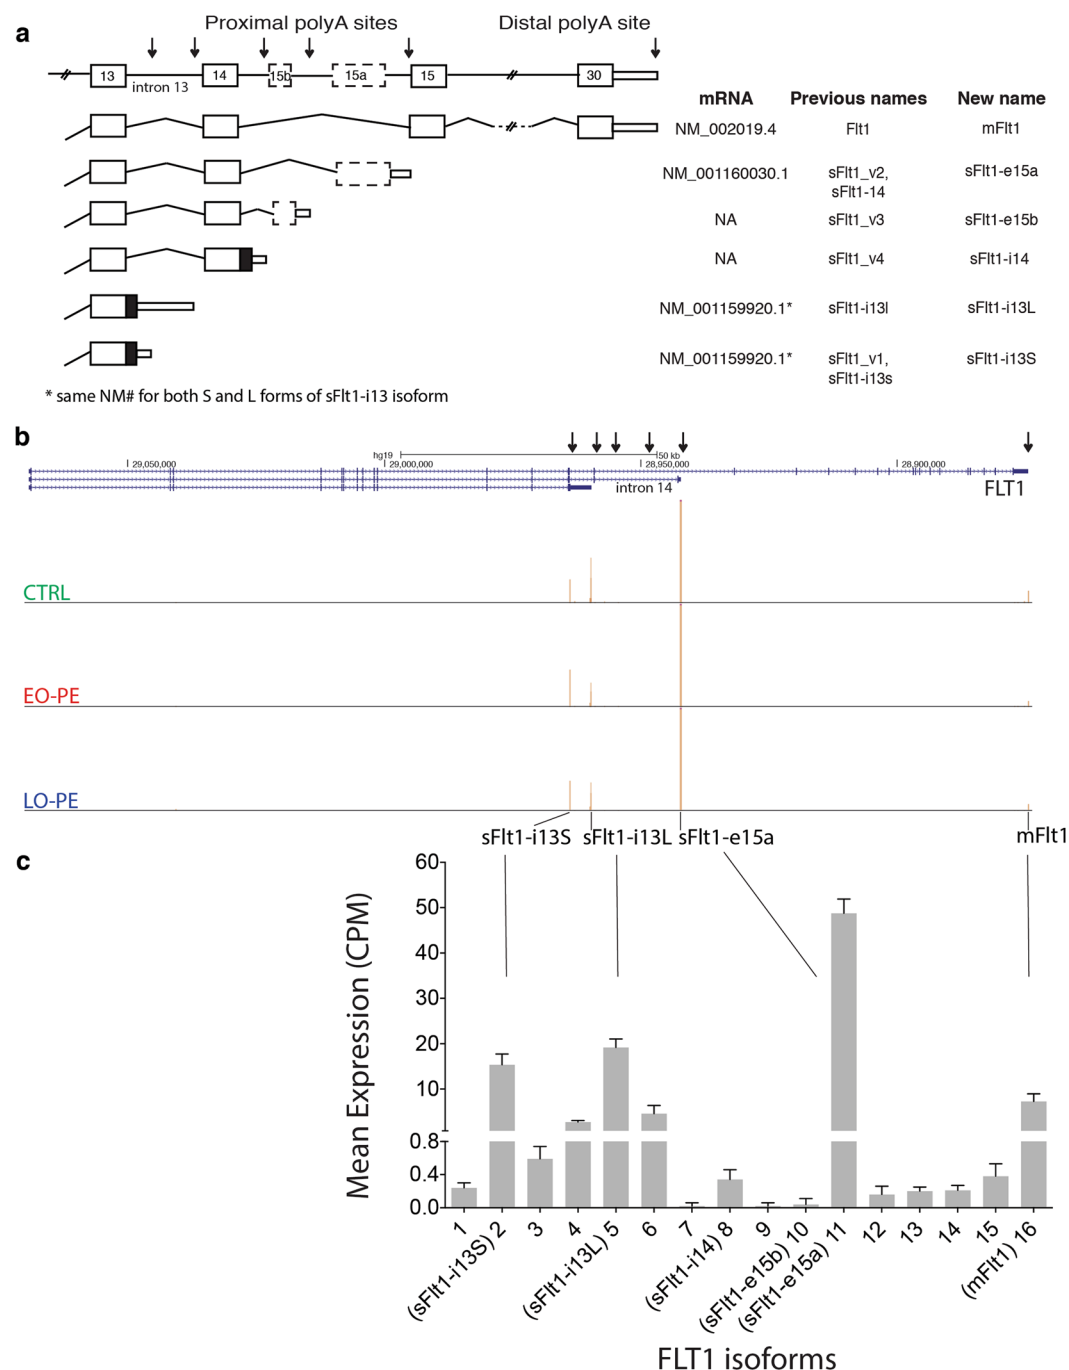 a
Proximal polyA sites
Distal polyA site
13
14
15b
15a
15
30
intron 13
mRNA Previous names New name
NM_002019.4 Flt1 mFlt1
NM_001160030.1 sFlt1_v2, sFlt1-e15a
sFlt1-14
NA sFlt1_v3 sFlt1-e15b
NA sFlt1_v4 sFlt1-i14
NM_001159920.1* sFlt1-i13l sFlt1-i13L
NM_001159920.1* sFlt1_v1, sFlt1-i13S
sFlt1-i13s
* same NM# for both S and L forms of sFlt1-i13 isoform
b
hg19
50 kb
29,050,000
29,000,000
28,950,000
28,900,000
intron 14
FLT1
CTRL
EO-PE
LO-PE
sFlt1-i13S sFlt1-i13L sFlt1-e15a mFlt1
c
Mean Expression (CPM)
60
50
40
30
20
10
0.8
0.4
0.0
1
(sFlt1-i13S) 2
3
4
(sFlt1-i13L) 5
6
7
(sFlt1-i14) 8
9
(sFlt1-e15b) 10
(sFlt1-e15a) 11
12
13
14
15
(mFlt1) 16
FLT1 isoforms